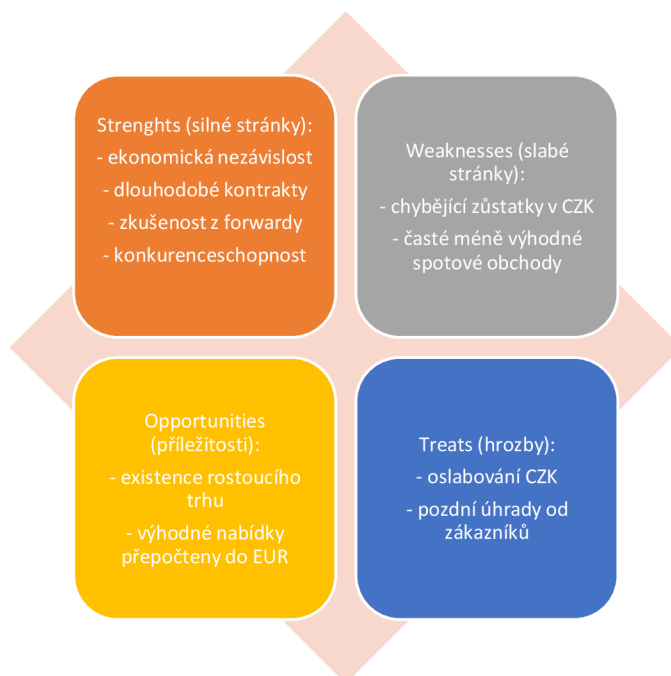 Strenghts (silné stránky):
- ekonomická nezávislost
- dlouhodobé kontrakty
- zkušenost z forwardy
- konkurenceschopnost
Weaknesses (slabé
stránky):
- chybějící zůstatky v CZK
- časté méně výhodné
spotové obchody
Opportunities
(příležitosti):
- existence rostoucího
trhu
- výhodné nabídky
přepočteny do EUR
Treats (hrozby):
- oslabování CZK
- pozdní úhrady od
zákazníků